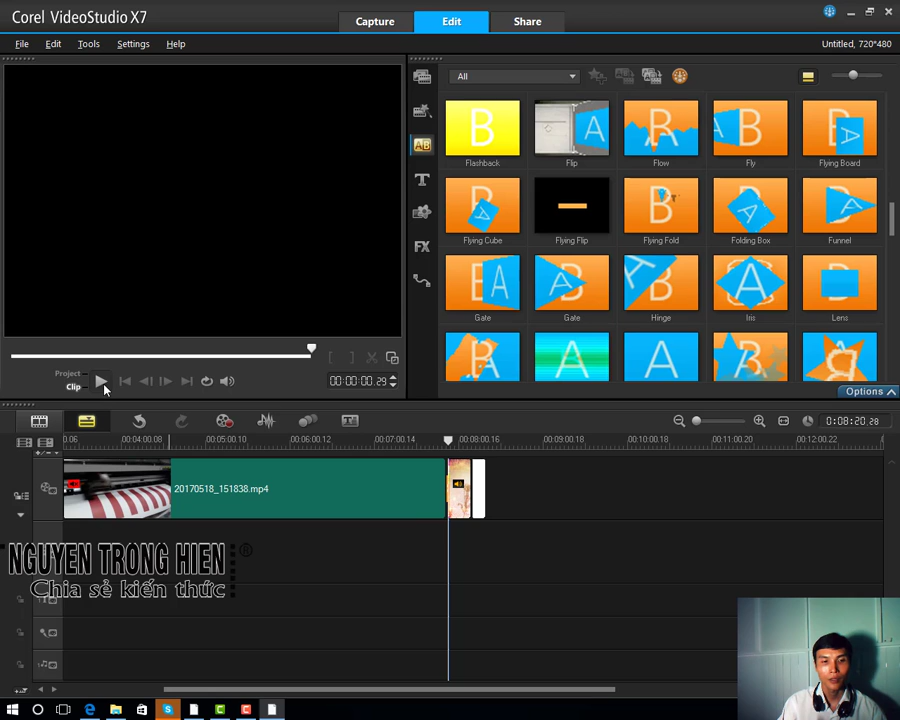 Corel VideoStudio X7
Capture
Edit
Share
File Edit Tools Settings Help
Untitled, 720*480
All
Flashback
Flip
Flow
Fly
Flying Board
Flying Cube
Flying Flip
Flying Fold
Folding Box
Funnel
Gate
Gate
Hinge
Iris
Lens
Project
Clip
00:00:00.29
Options
0:08:20.28
0.06 00:04:00.08 00:05:00.10 00:06:00.12 00:07:00.14 00:08:00.16 00:09:00.18 00:10:00.18 00:11:00.20 00:12:00.22
20170518_151838.mp4
NGUYEN TRONG HIEN ®
Chia sẻ kiến thức